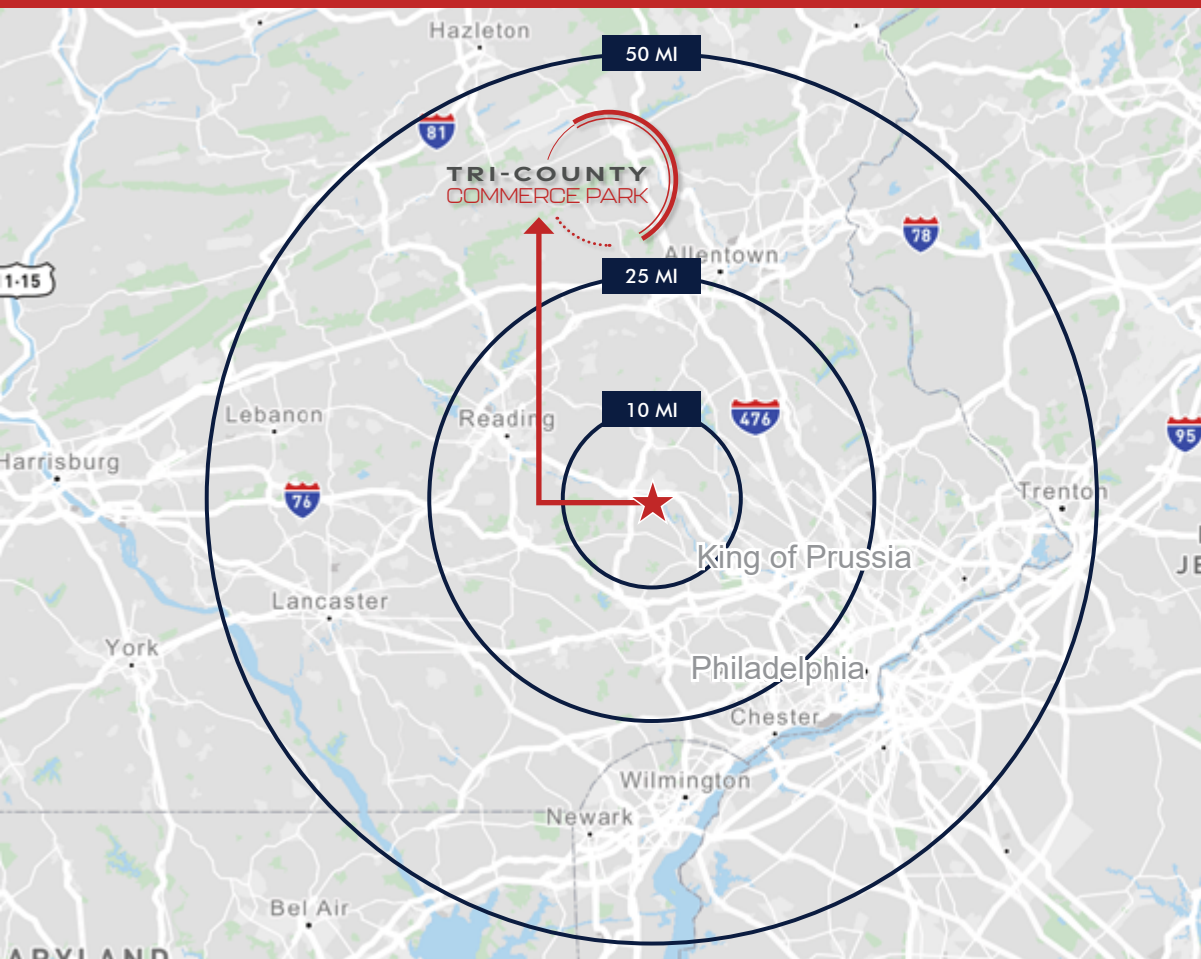 Hazleton
50 MI
81
TRI-COUNTY
COMMERCE PARK
78
Allentown
25 MI
11-15
10 MI
Lebanon
Reading
476
95
Harrisburg
76
Trenton
King of Prussia
JE
Lancaster
York
Philadelphia
Chester
Wilmington
Newark
Bel Air
ARYLAND